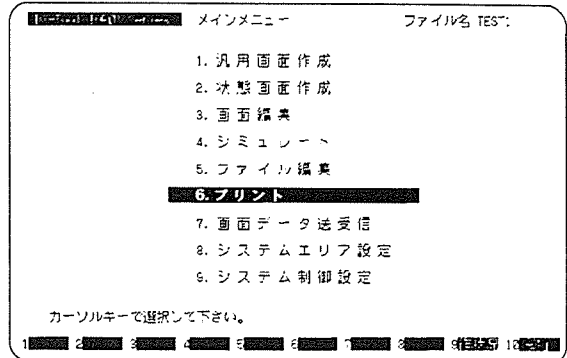 メインメニュー ファイル名 TEST:
1. 汎用画面作成
2. 状態画面作成
3. 画面編集
4. シミュレート
5. ファイル編集
6. プリント
7. 画面データ送受信
8. システムエリア設定
9. システム制御設定
カーソルキーで選択して下さい。
1 2 3 4 5 6 7 8 9 10